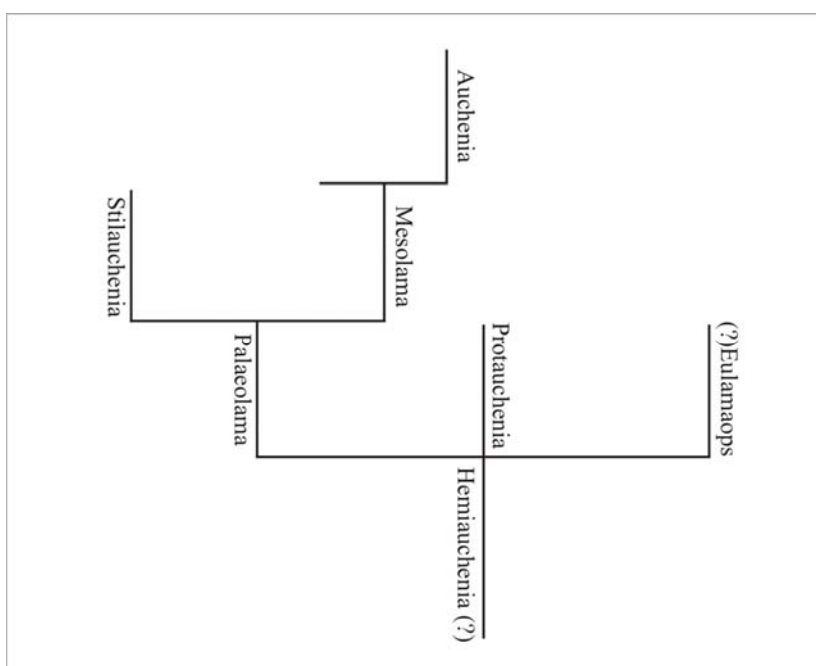 Auchenia
Stilauchenia
Mesolama
Palaeolama
Protauchenia
(?)Eulamaops
Hemiauchenia (?)